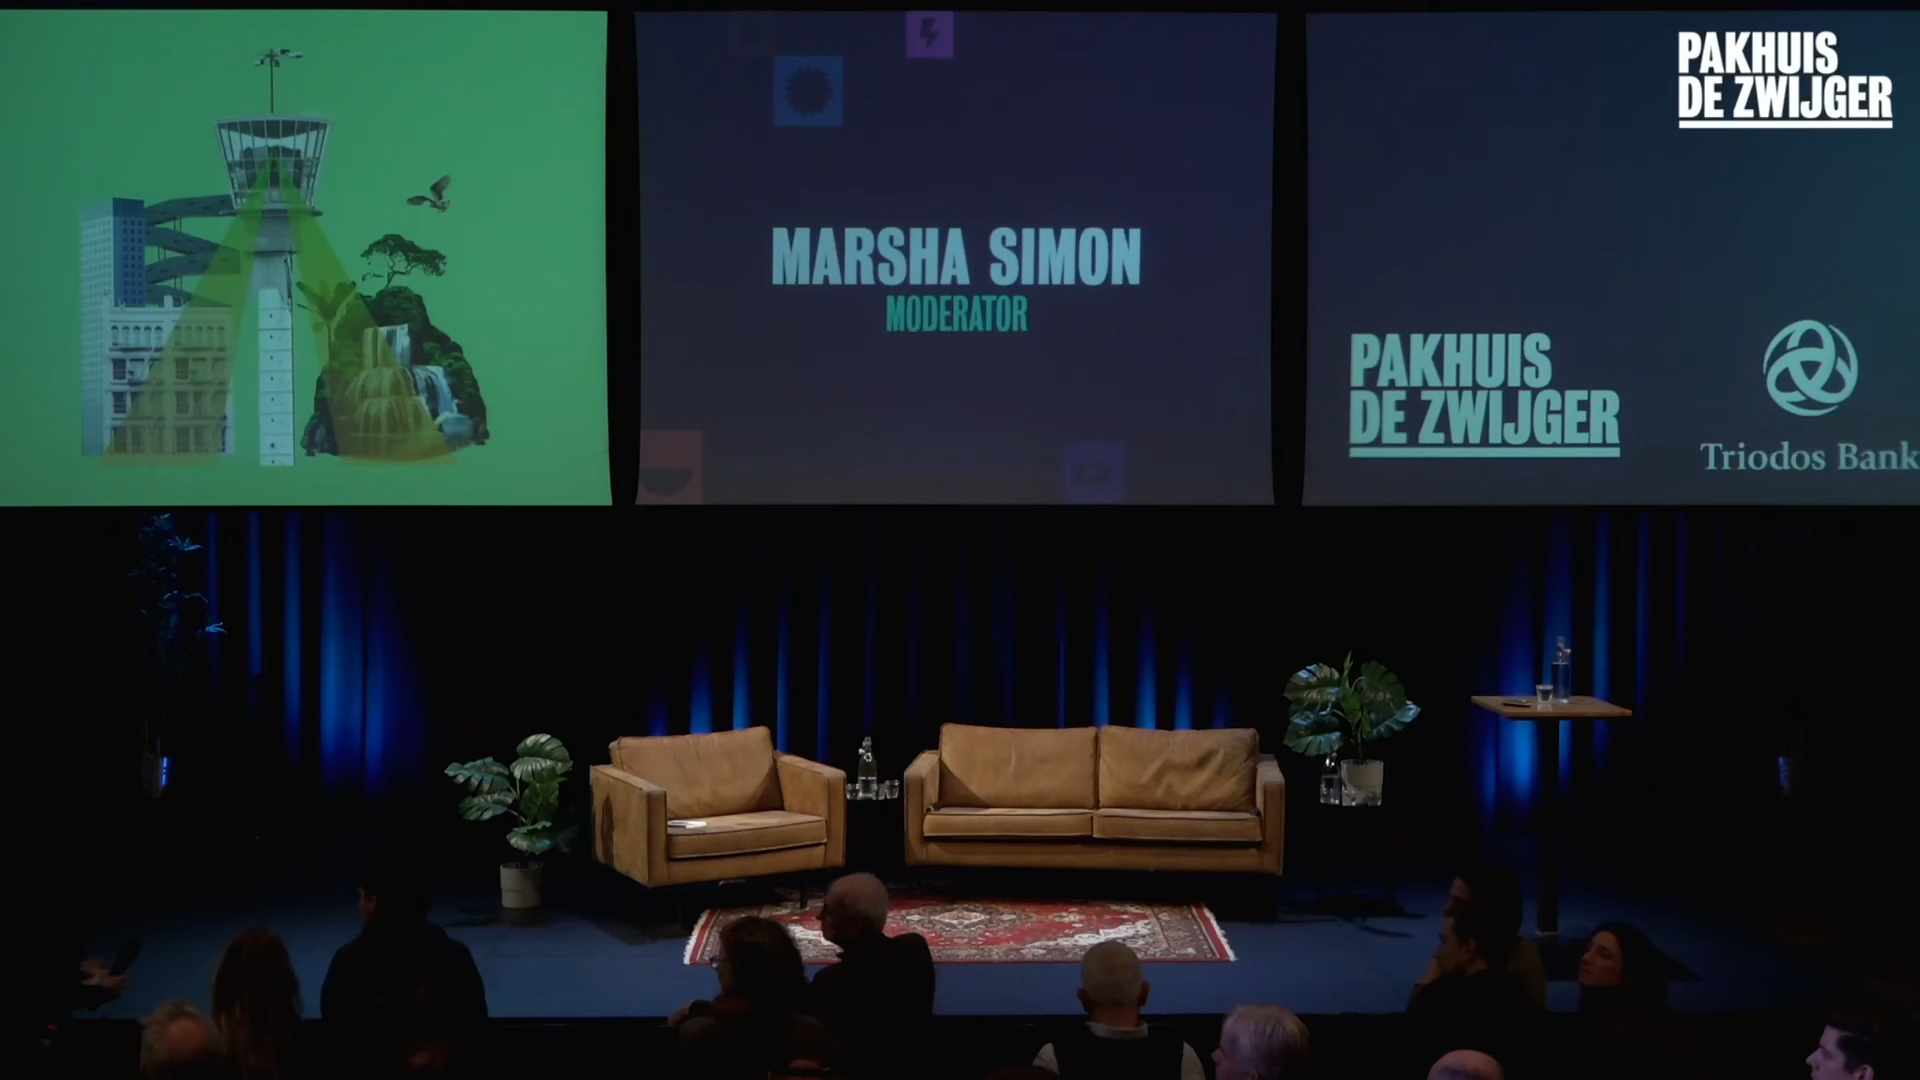 MARSHA SIMON
MODERATOR
PAKHUIS
DE ZWIJGER
PAKHUIS
DE ZWIJGER
Triodos Bank